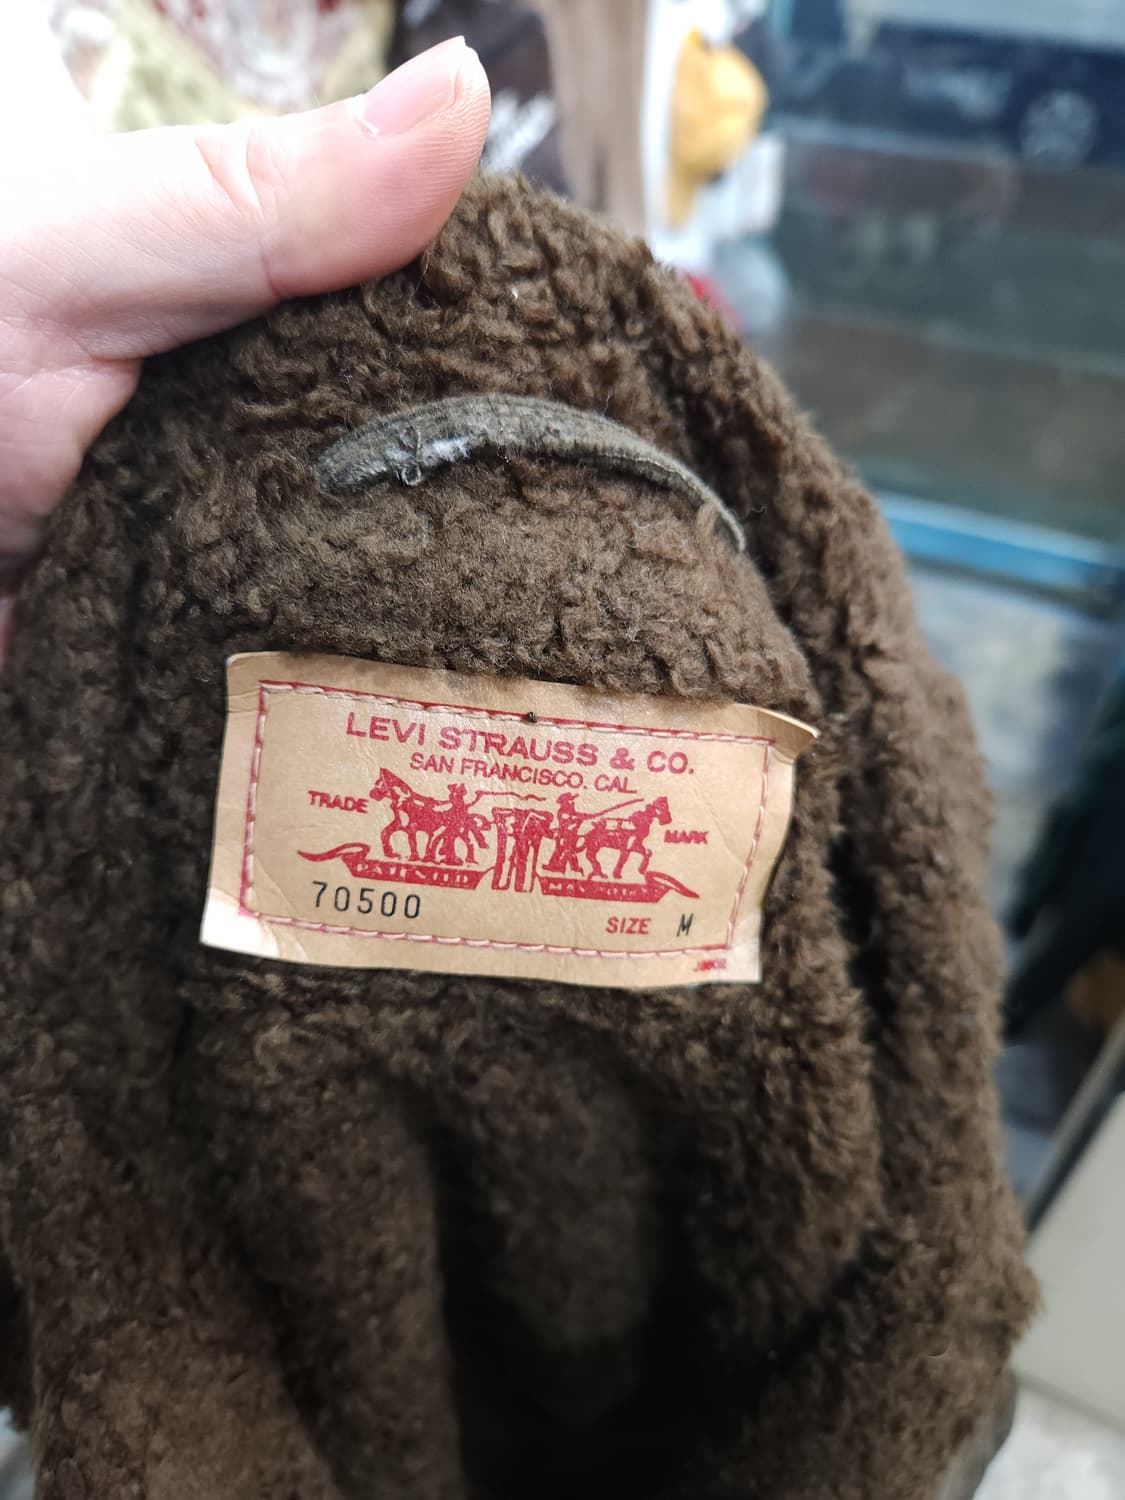 LEVI STRAUSS & CO.
SAN FRANCISCO. CAL
TRADE MARK
70500
SIZE M